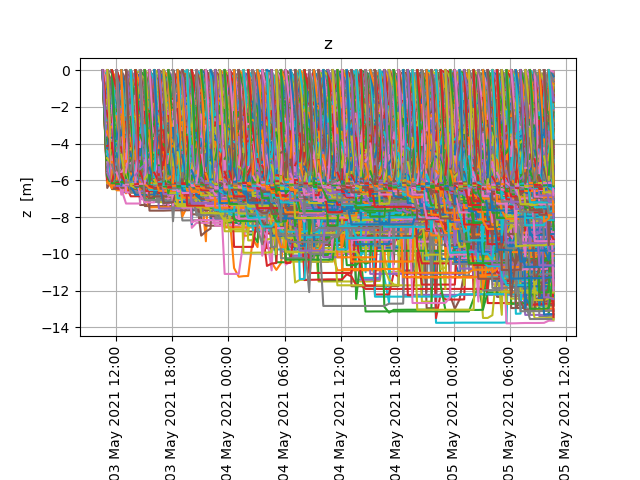 z
0
−2
−4
−6
−8
−10
−12
−14
z [m]
03 May 2021 12:00
03 May 2021 18:00
04 May 2021 00:00
04 May 2021 06:00
04 May 2021 12:00
04 May 2021 18:00
05 May 2021 00:00
05 May 2021 06:00
05 May 2021 12:00